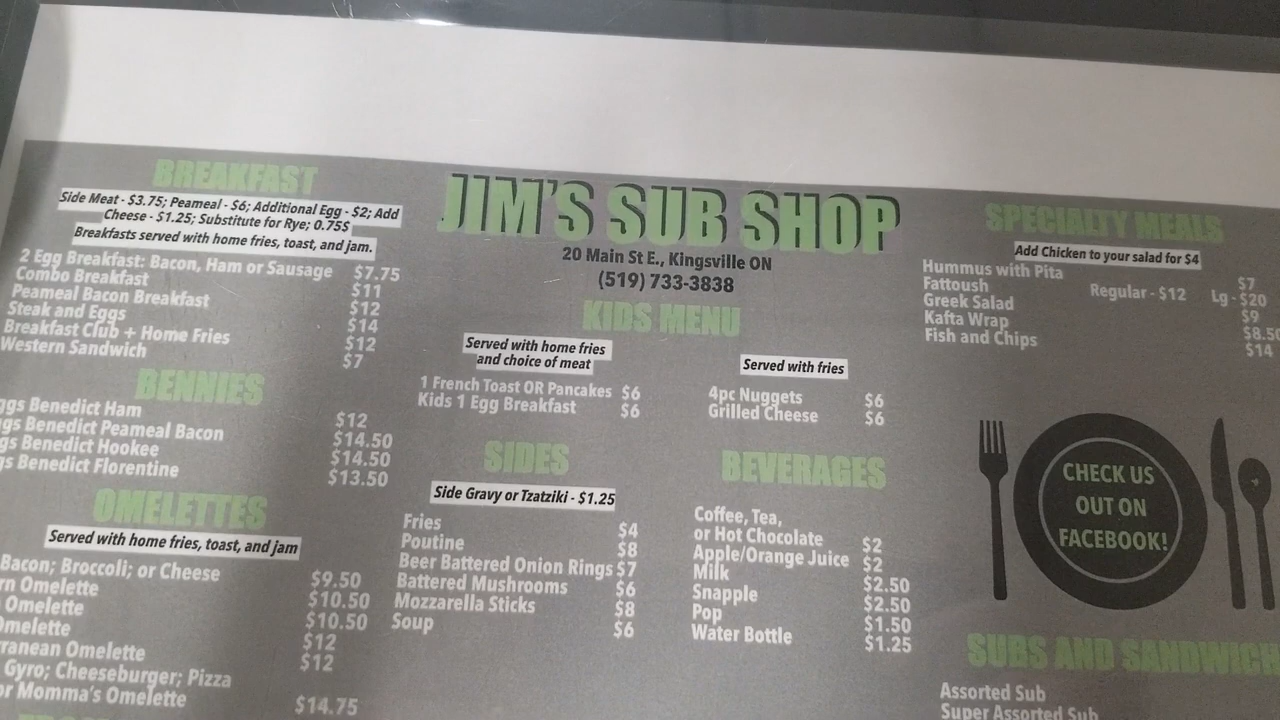 BREAKFAST
Side Meat - $3.75; Peameal - $6; Additional Egg - $2; Add
Cheese - $1.25; Substitute for Rye; 0.75$
Breakfasts served with home fries, toast, and jam.
2 Egg Breakfast: Bacon, Ham or Sausage $7.75
Combo Breakfast $11
Peameal Bacon Breakfast $12
Steak and Eggs $14
Breakfast Club + Home Fries $12
Western Sandwich $7
BENNIES
ggs Benedict Ham $12
gs Benedict Peameal Bacon $14.50
gs Benedict Hookee $14.50
gs Benedict Florentine $13.50
OMELETTES
Served with home fries, toast, and jam
Bacon; Broccoli; or Cheese $9.50
rn Omelette $10.50
Omelette $10.50
Omelette $12
ranean Omelette $12
Gyro; Cheeseburger; Pizza
or Momma's Omelette $14.75
JIM'S SUB SHOP
20 Main St E., Kingsville ON
(519) 733-3838
KIDS MENU
Served with home fries
and choice of meat
1 French Toast OR Pancakes $6
Kids 1 Egg Breakfast $6
Served with fries
4pc Nuggets $6
Grilled Cheese $6
SIDES
Side Gravy or Tzatziki - $1.25
Fries $4
Poutine $8
Beer Battered Onion Rings $7
Battered Mushrooms $6
Mozzarella Sticks $8
Soup $6
BEVERAGES
Coffee, Tea,
or Hot Chocolate $2
Apple/Orange Juice $2
Milk $2.50
Snapple $2.50
Pop $1.50
Water Bottle $1.25
SPECIALTY MEALS
Add Chicken to your salad for $4
Hummus with Pita $7
Fattoush Regular - $12 Lg - $20
Greek Salad $9
Kafta Wrap $8.50
Fish and Chips $14
CHECK US
OUT ON
FACEBOOK!
SUBS AND SANDWICH
Assorted Sub
Super Assorted Sub